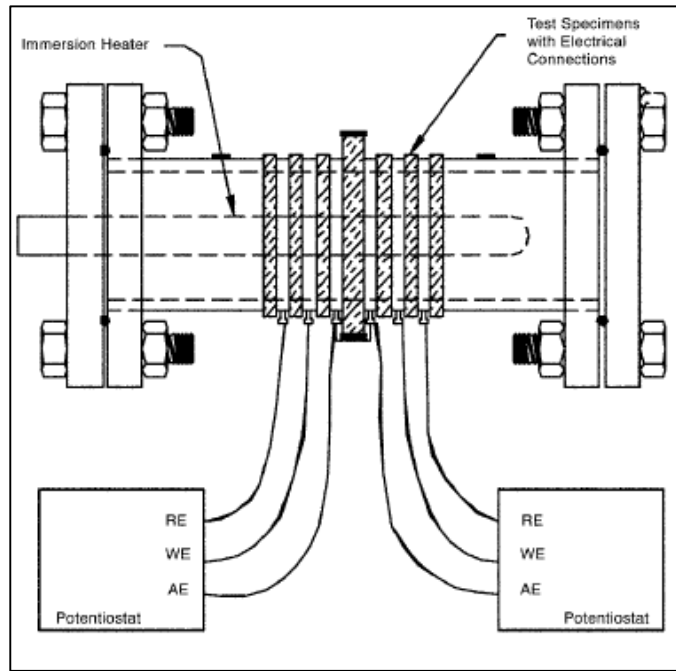 Test Specimens
with Electrical
Connections
Immersion Heater
RE
WE
AE
Potentiostat
RE
WE
AE
Potentiostat